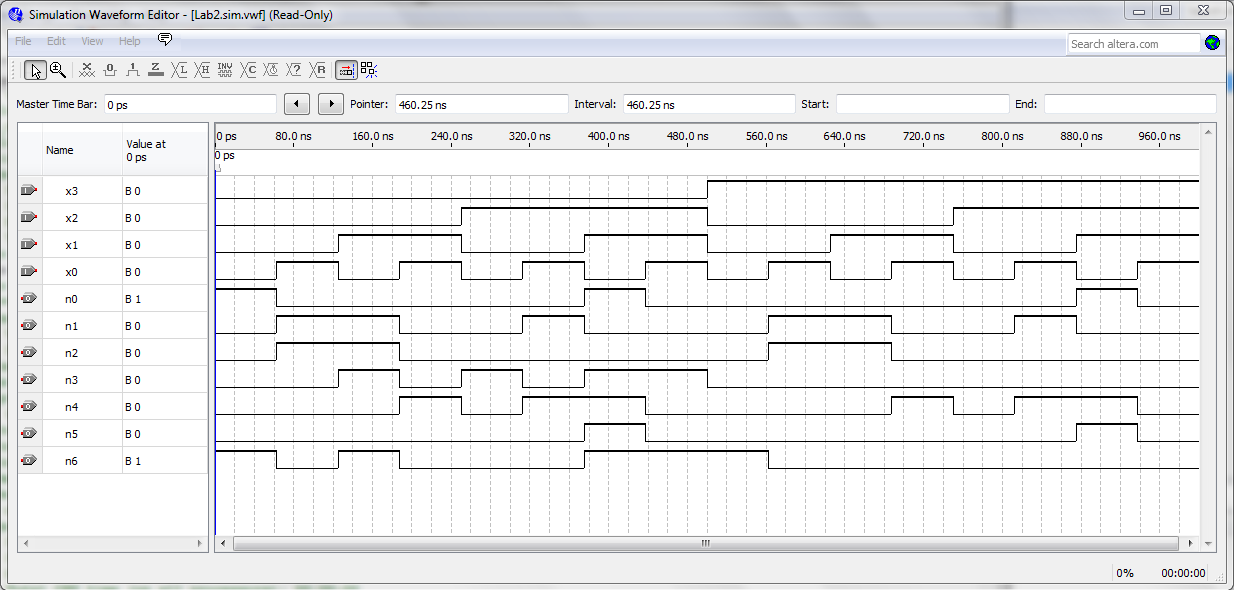 Simulation Waveform Editor - [Lab2.sim.vwf] (Read-Only)
File Edit View Help
Search altera.com
Master Time Bar: 0 ps Pointer: 460.25 ns Interval: 460.25 ns Start: End:
Name Value at 0 ps
0 ps 80.0 ns 160.0 ns 240.0 ns 320.0 ns 400.0 ns 480.0 ns 560.0 ns 640.0 ns 720.0 ns 800.0 ns 880.0 ns 960.0 ns
0 ps
x3 B 0
x2 B 0
x1 B 0
x0 B 0
n0 B 1
n1 B 0
n2 B 0
n3 B 0
n4 B 0
n5 B 0
n6 B 1
0% 00:00:00